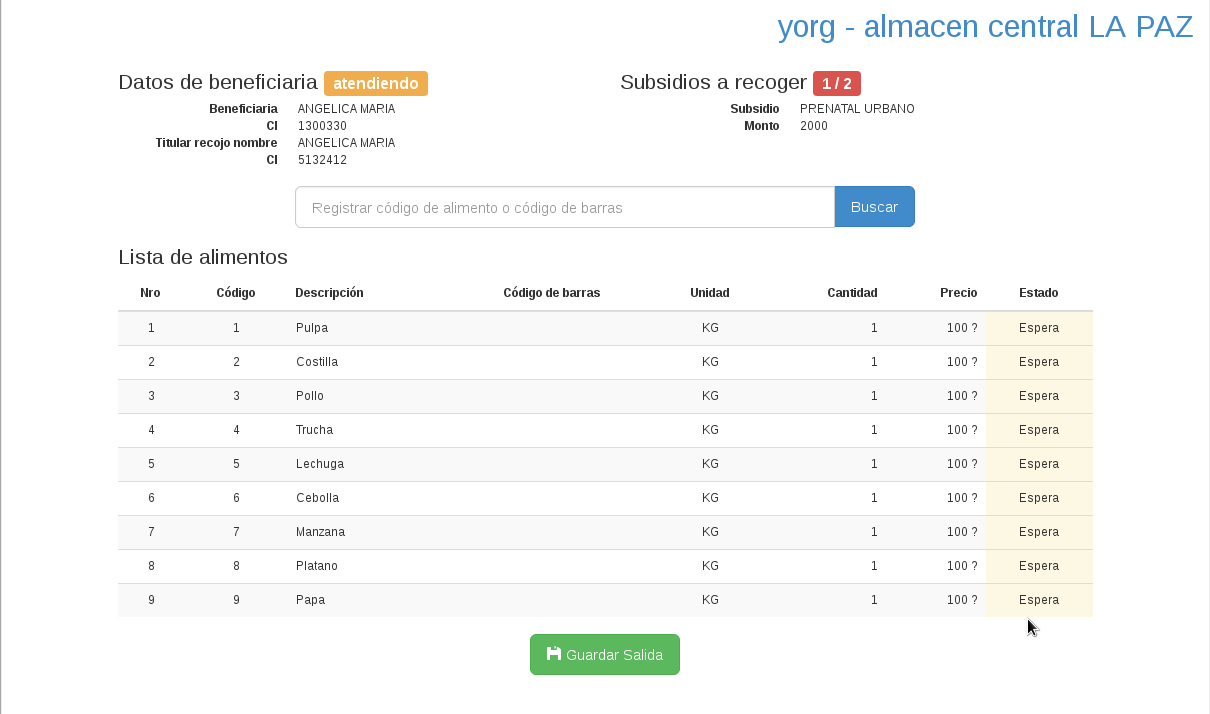 yorg - almacen central LA PAZ
Datos de beneficiaria atendiendo
Beneficiaria ANGELICA MARIA
CI 1300330
Titular recojo nombre ANGELICA MARIA
CI 5132412
Subsidios a recoger 1 / 2
Subsidio PRENATAL URBANO
Monto 2000
Registrar código de alimento o código de barras Buscar
Lista de alimentos
Nro Código Descripción Código de barras Unidad Cantidad Precio Estado
1 1 Pulpa KG 1 100 ? Espera
2 2 Costilla KG 1 100 ? Espera
3 3 Pollo KG 1 100 ? Espera
4 4 Trucha KG 1 100 ? Espera
5 5 Lechuga KG 1 100 ? Espera
6 6 Cebolla KG 1 100 ? Espera
7 7 Manzana KG 1 100 ? Espera
8 8 Platano KG 1 100 ? Espera
9 9 Papa KG 1 100 ? Espera
Guardar Salida